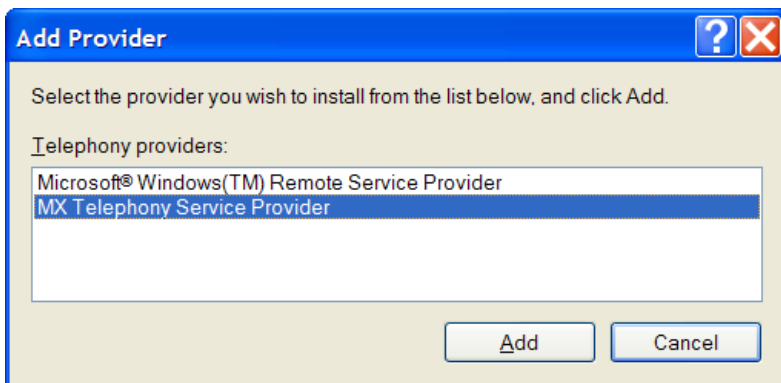 Add Provider
Select the provider you wish to install from the list below, and click Add.
Telephony providers:
Microsoft® Windows(TM) Remote Service Provider
MX Telephony Service Provider
Add Cancel